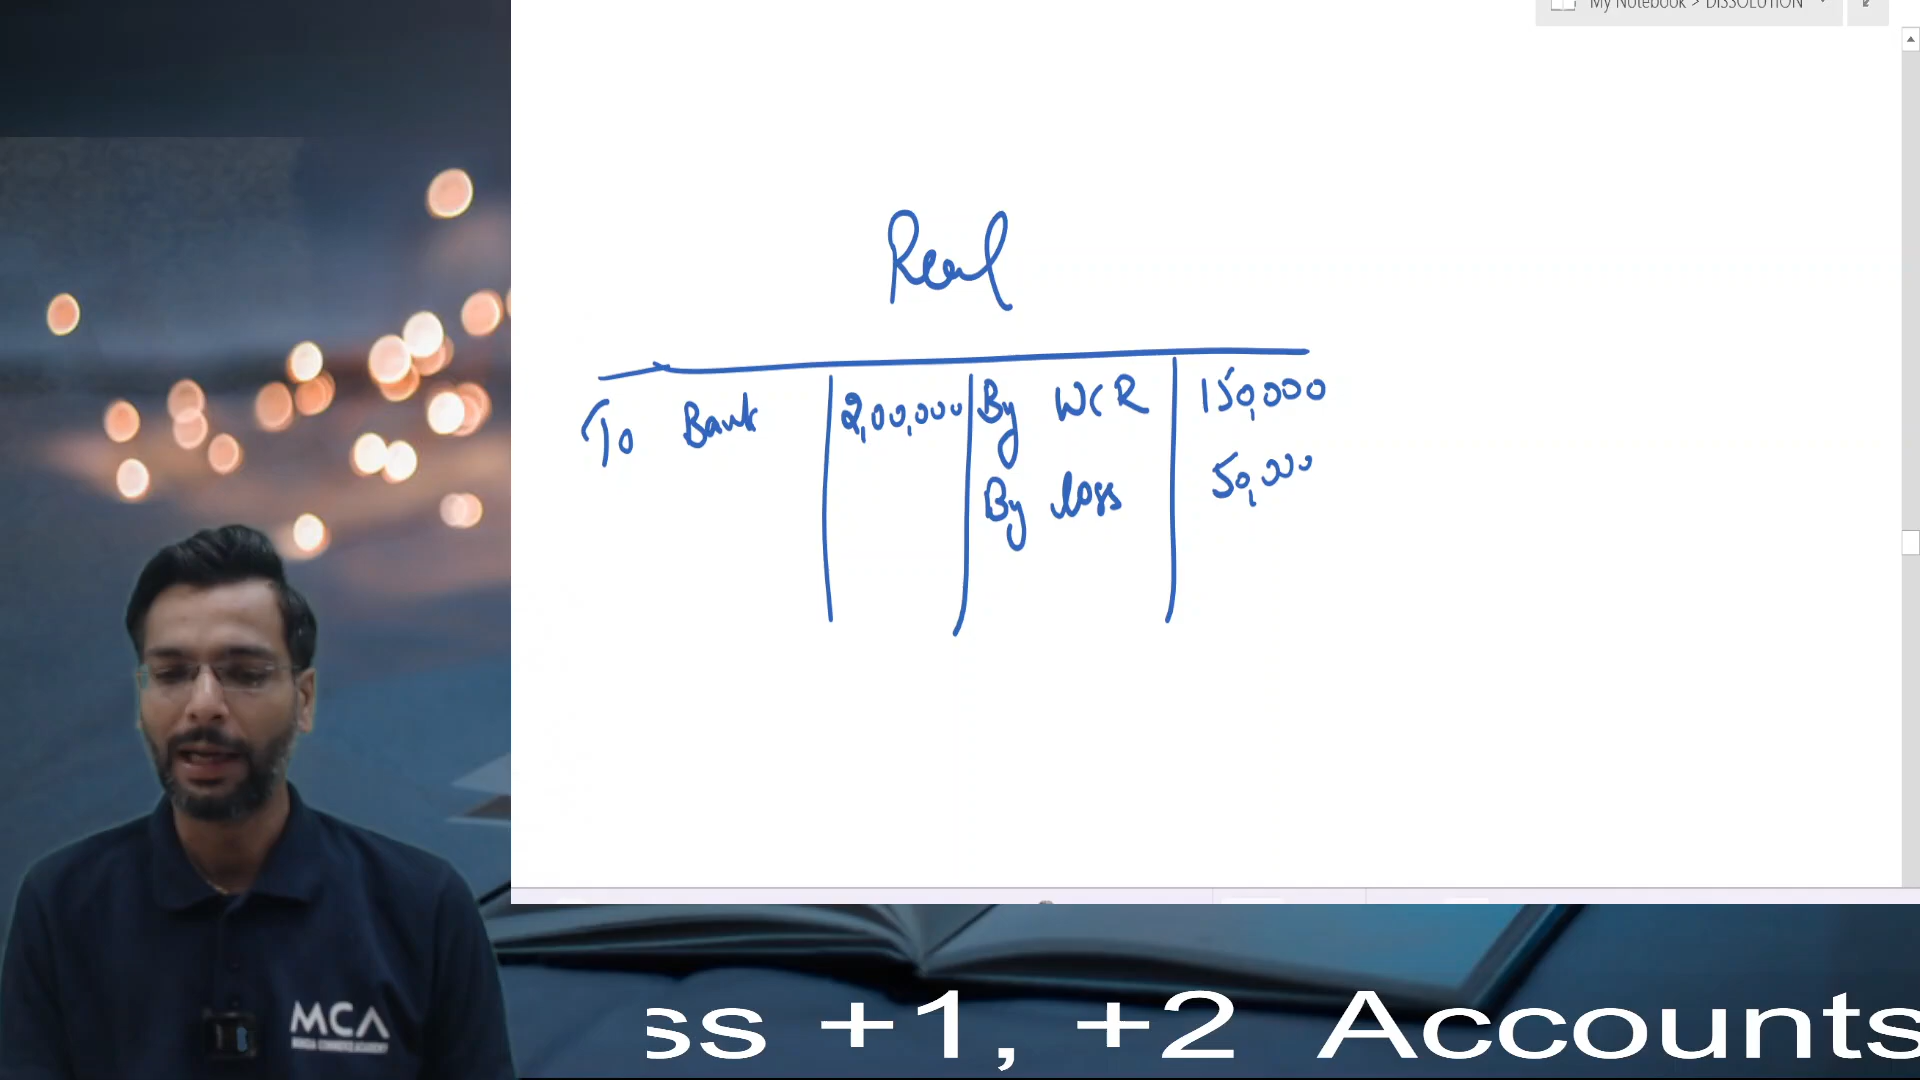 My Notebook > DISSOLUTION
Real
To Bank 2,00,000 By WCR 150,000
By loss 50,000
MCA
ss +1, +2 Accounts